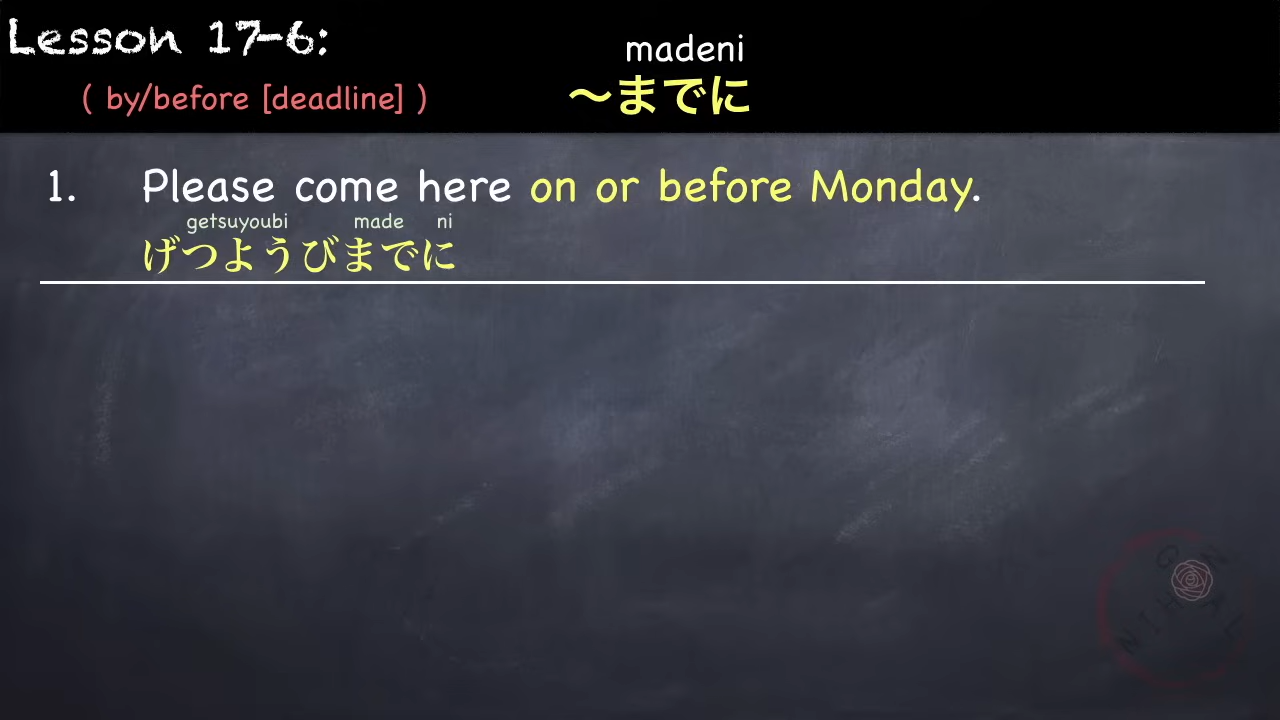 Lesson 17-6:
madeni
( by/before [deadline] )
～までに
1. Please come here on or before Monday.
getsuyoubi made ni
げつようびまでに